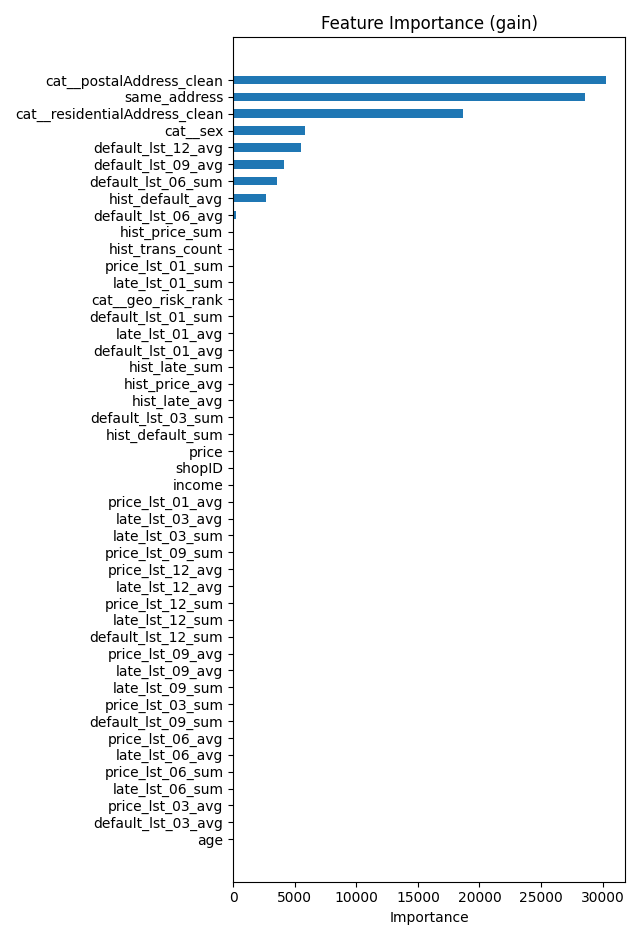 Feature Importance (gain)
cat__postalAddress_clean
same_address
cat__residentialAddress_clean
cat__sex
default_lst_12_avg
default_lst_09_avg
default_lst_06_sum
hist_default_avg
default_lst_06_avg
hist_price_sum
hist_trans_count
price_lst_01_sum
late_lst_01_sum
cat__geo_risk_rank
default_lst_01_sum
late_lst_01_avg
default_lst_01_avg
hist_late_sum
hist_price_avg
hist_late_avg
default_lst_03_sum
hist_default_sum
price
shopID
income
price_lst_01_avg
late_lst_03_avg
late_lst_03_sum
price_lst_09_sum
price_lst_12_avg
late_lst_12_avg
price_lst_12_sum
late_lst_12_sum
default_lst_12_sum
price_lst_09_avg
late_lst_09_avg
late_lst_09_sum
price_lst_03_sum
default_lst_09_sum
price_lst_06_avg
late_lst_06_avg
price_lst_06_sum
late_lst_06_sum
price_lst_03_avg
default_lst_03_avg
age
0 5000 10000 15000 20000 25000 30000
Importance